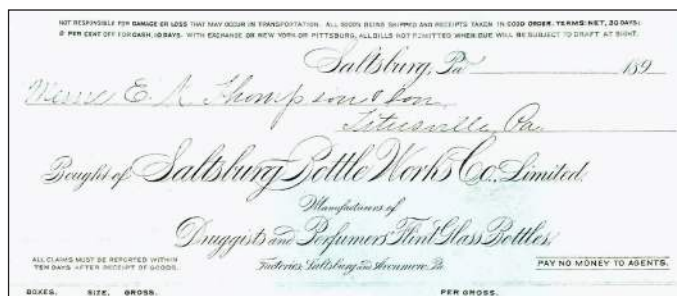 NOT RESPONSIBLE FOR DAMAGE OR LOSS THAT MAY OCCUR IN TRANSPORTATION. ALL GOODS BEING SHIPPED AND RECEIPTS TAKEN IN GOOD ORDER. TERMS: NET, 30 DAYS;
2 PER CENT OFF FOR CASH, 10 DAYS. WITH EXCHANGE ON NEW YORK OR PITTSBURG, ALL BILLS NOT REMITTED WHEN DUE WILL BE SUBJECT TO DRAFT AT SIGHT.
Saltsburg, Pa 189
Messrs E. K. Thompson & Son
Titusville, Pa.
Bought of Saltsburg Bottle Works Co., Limited.
Manufacturers of
Druggists and Perfumers' Flint Glass Bottles.
ALL CLAIMS MUST BE REPORTED WITHIN
TEN DAYS AFTER RECEIPT OF GOODS.
Factories, Saltsburg and Avonmore, Pa.
PAY NO MONEY TO AGENTS.
BOXES. SIZE. GROSS. PER GROSS.